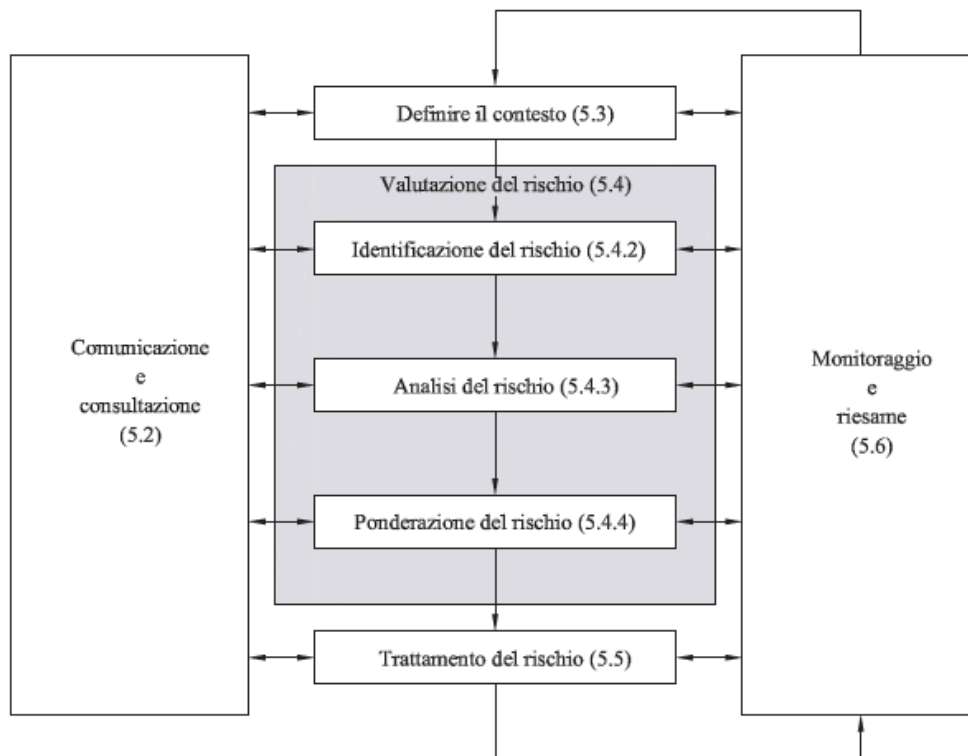 Definire il contesto (5.3)
Valutazione del rischio (5.4)
Identificazione del rischio (5.4.2)
Comunicazione
e
consultazione
(5.2)
Analisi del rischio (5.4.3)
Monitoraggio
e
riesame
(5.6)
Ponderazione del rischio (5.4.4)
Trattamento del rischio (5.5)